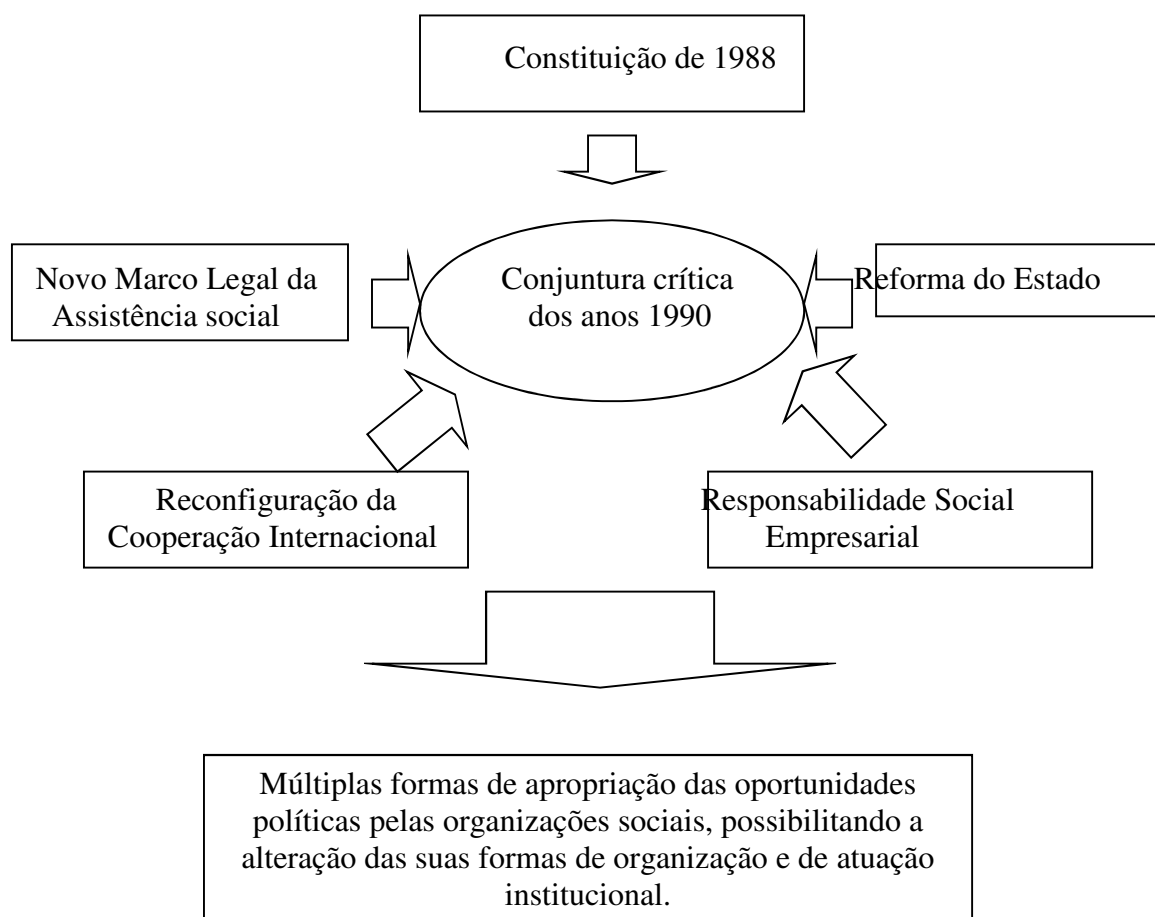 Constituição de 1988
Novo Marco Legal da
Assistência social
Conjuntura crítica
dos anos 1990
Reforma do Estado
Reconfiguração da
Cooperação Internacional
Responsabilidade Social
Empresarial
Múltiplas formas de apropriação das oportunidades
políticas pelas organizações sociais, possibilitando a
alteração das suas formas de organização e de atuação
institucional.